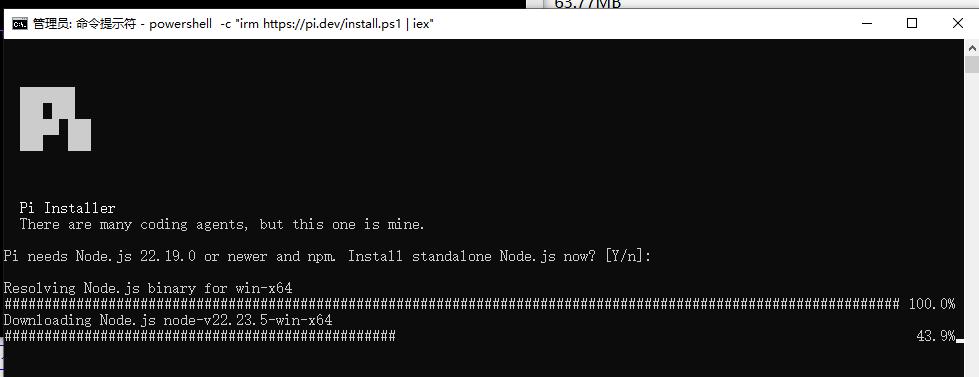 63.77MB
管理员: 命令提示符 - powershell  -c "irm https://pi.dev/install.ps1 | iex"
Pi
Pi Installer
There are many coding agents, but this one is mine.
Pi needs Node.js 22.19.0 or newer and npm. Install standalone Node.js now? [Y/n]:
Resolving Node.js binary for win-x64
################################################################################################################ 100.0%
Downloading Node.js node-v22.23.5-win-x64
################################################# 43.9%